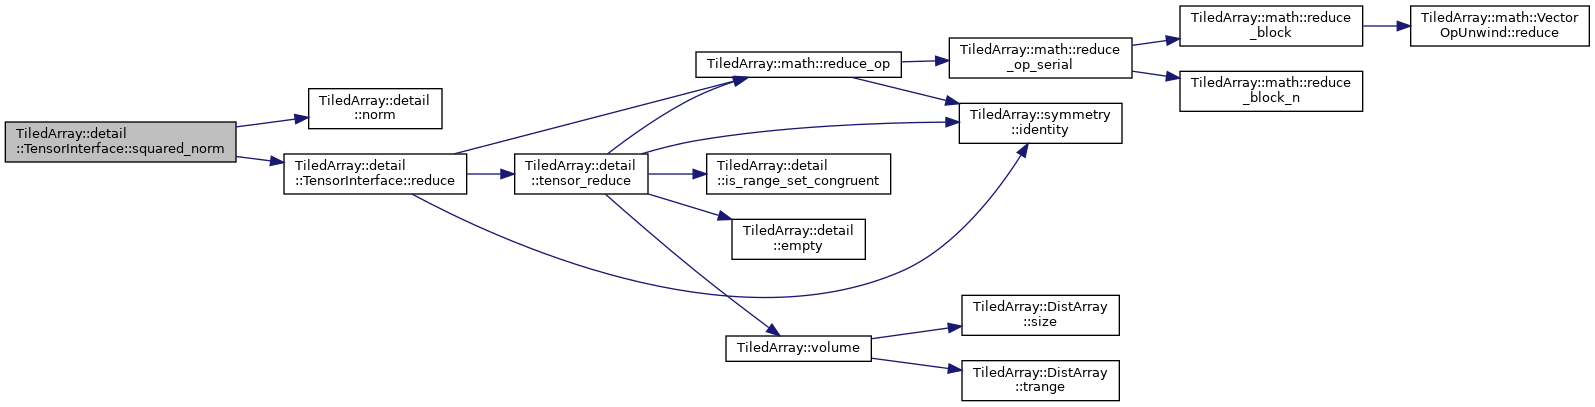 TiledArray::detail
::TensorInterface::squared_norm
TiledArray::detail
::norm
TiledArray::detail
::TensorInterface::reduce
TiledArray::detail
::tensor_reduce
TiledArray::math::reduce_op
TiledArray::detail
::is_range_set_congruent
TiledArray::detail
::empty
TiledArray::volume
TiledArray::math::reduce
_op_serial
TiledArray::symmetry
::identity
TiledArray::DistArray
::size
TiledArray::DistArray
::trange
TiledArray::math::reduce
_block
TiledArray::math::reduce
_block_n
TiledArray::math::Vector
OpUnwind::reduce